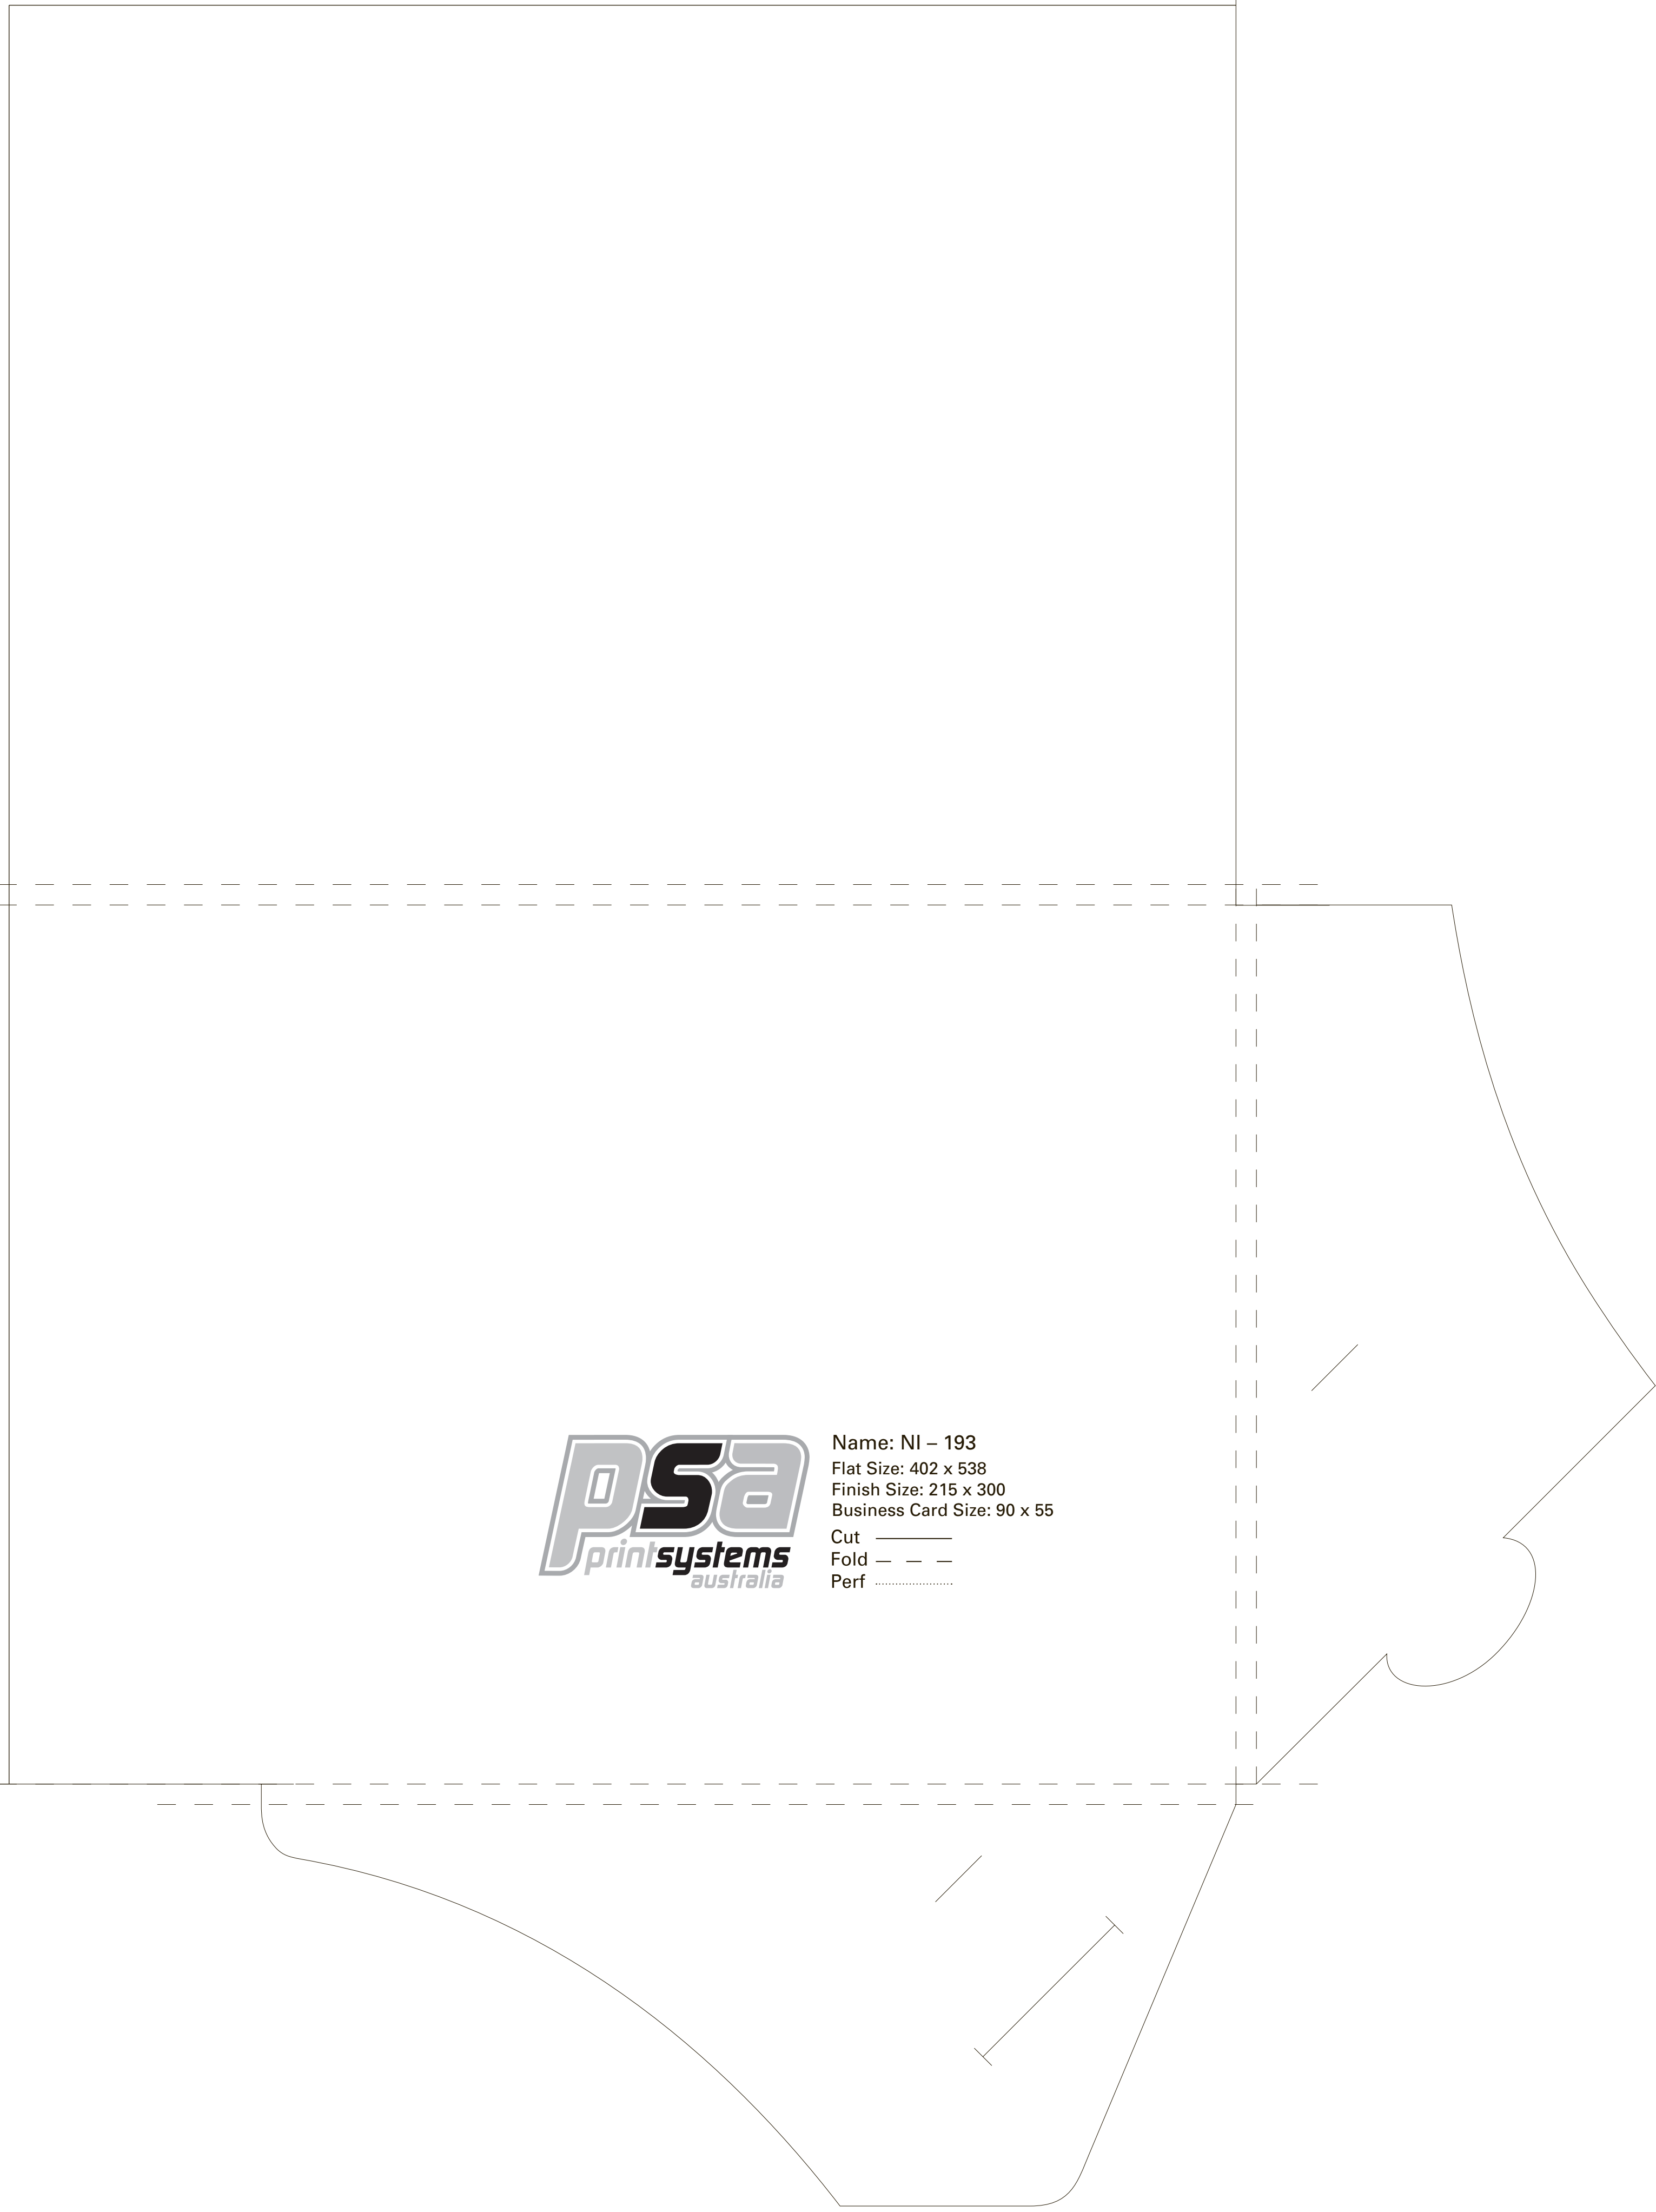 psa
printsystems
australia
Name: NI – 193
Flat Size: 402 x 538
Finish Size: 215 x 300
Business Card Size: 90 x 55
Cut
Fold
Perf